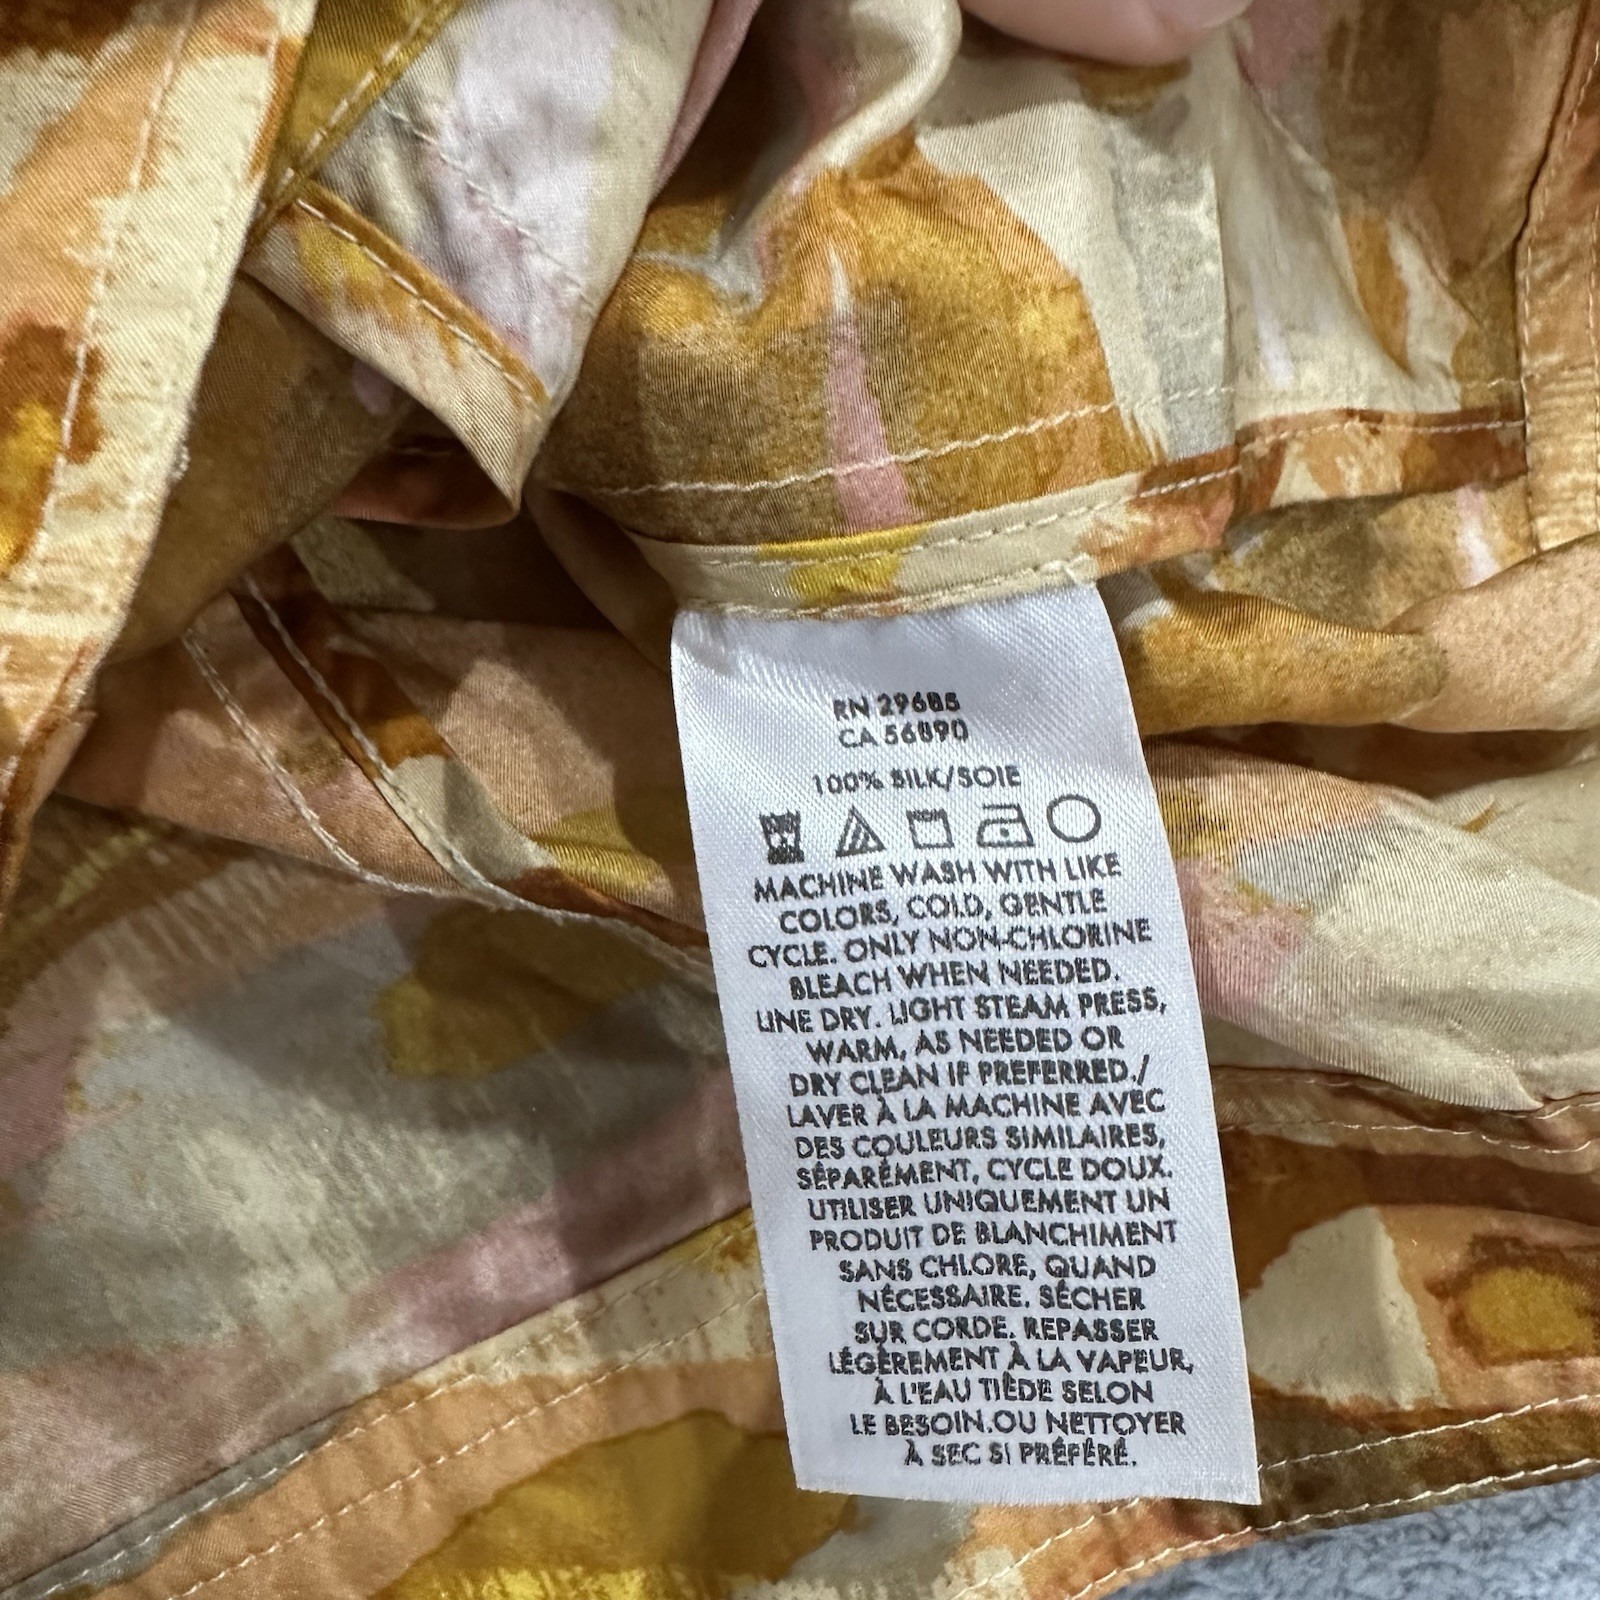 RN 29685
CA 56890
100% SILK/SOIE
MACHINE WASH WITH LIKE
COLORS, COLD, GENTLE
CYCLE. ONLY NON-CHLORINE
BLEACH WHEN NEEDED.
LINE DRY. LIGHT STEAM PRESS,
WARM, AS NEEDED OR
DRY CLEAN IF PREFERRED./
LAVER À LA MACHINE AVEC
DES COULEURS SIMILAIRES,
SÉPARÉMENT, CYCLE DOUX.
UTILISER UNIQUEMENT UN
PRODUIT DE BLANCHIMENT
SANS CHLORE, QUAND
NÉCESSAIRE. SÉCHER
SUR CORDE. REPASSER
LÉGÈREMENT À LA VAPEUR,
À L'EAU TIÈDE SELON
LE BESOIN.OU NETTOYER
À SEC SI PRÉFÉRÉ.